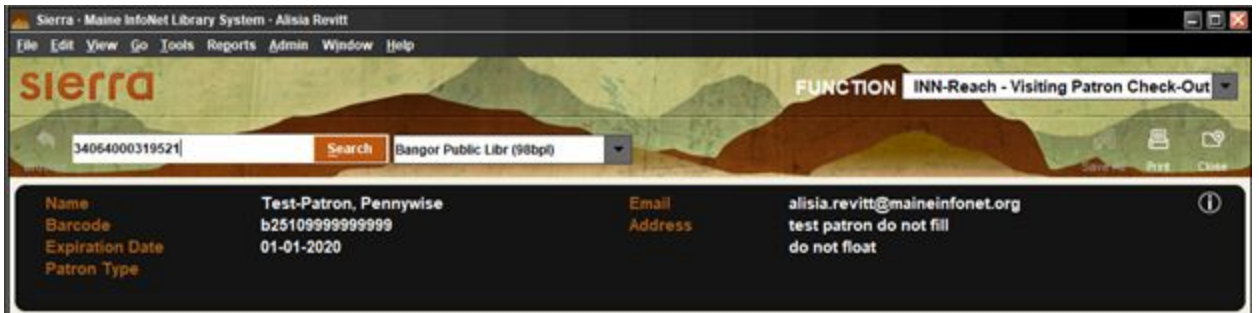 Sierra · Maine InfoNet Library System · Alisia Revitt
File Edit View Go Tools Reports Admin Window Help
sierra
FUNCTION INN-Reach - Visiting Patron Check-Out
34064000319521 Search Bangor Public Libr (98bpl)
Print Close
Name Test-Patron, Pennywise Email alisia.revitt@maineinfonet.org
Barcode b25109999999999 Address test patron do not fill
Expiration Date 01-01-2020 do not float
Patron Type